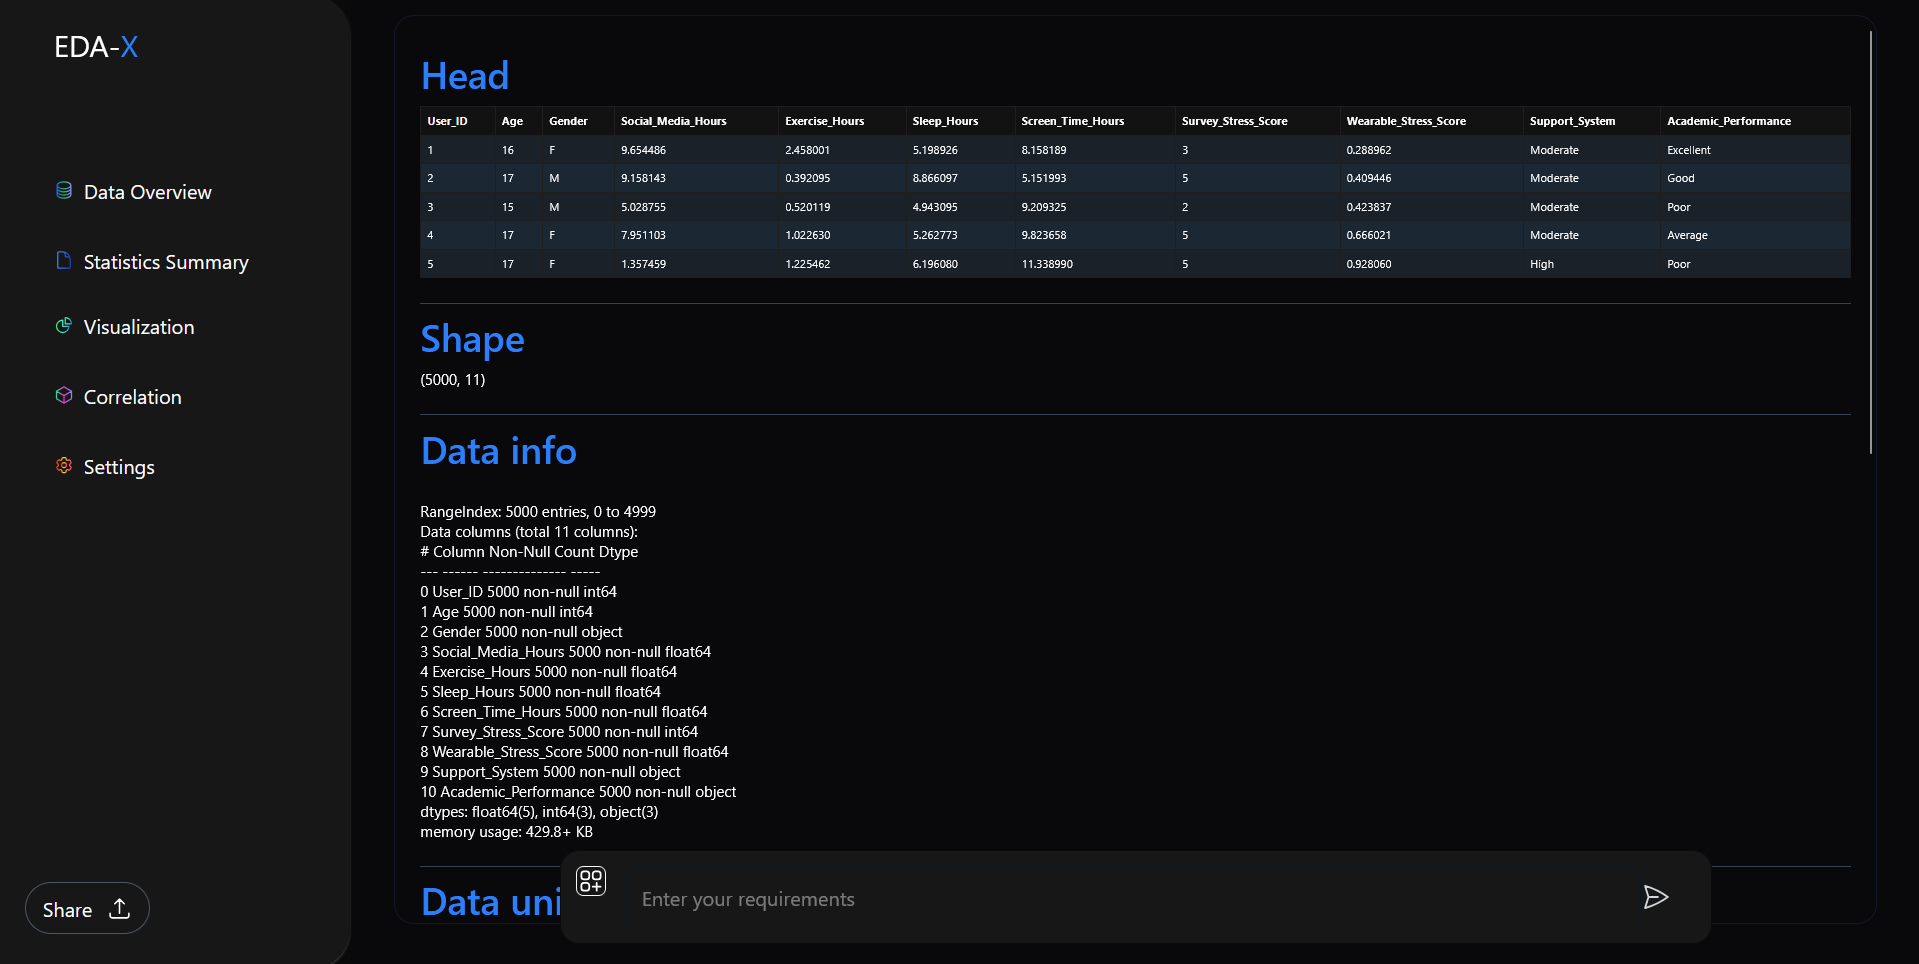 EDA-X
Data Overview
Statistics Summary
Visualization
Correlation
Settings
Share
Head
User_ID Age Gender Social_Media_Hours Exercise_Hours Sleep_Hours Screen_Time_Hours Survey_Stress_Score Wearable_Stress_Score Support_System Academic_Performance
1 16 F 9.654486 2.458001 5.198926 8.158189 3 0.288962 Moderate Excellent
2 17 M 9.158143 0.392095 8.866097 5.151993 5 0.409446 Moderate Good
3 15 M 5.028755 0.520119 4.943095 9.209325 2 0.423837 Moderate Poor
4 17 F 7.951103 1.022630 5.262773 9.823658 5 0.666021 Moderate Average
5 17 F 1.357459 1.225462 6.196080 11.338990 5 0.928060 High Poor
Shape
(5000, 11)
Data info
RangeIndex: 5000 entries, 0 to 4999
Data columns (total 11 columns):
# Column Non-Null Count Dtype
--- ------ -------------- -----
0 User_ID 5000 non-null int64
1 Age 5000 non-null int64
2 Gender 5000 non-null object
3 Social_Media_Hours 5000 non-null float64
4 Exercise_Hours 5000 non-null float64
5 Sleep_Hours 5000 non-null float64
6 Screen_Time_Hours 5000 non-null float64
7 Survey_Stress_Score 5000 non-null int64
8 Wearable_Stress_Score 5000 non-null float64
9 Support_System 5000 non-null object
10 Academic_Performance 5000 non-null object
dtypes: float64(5), int64(3), object(3)
memory usage: 429.8+ KB
Data uni
Enter your requirements